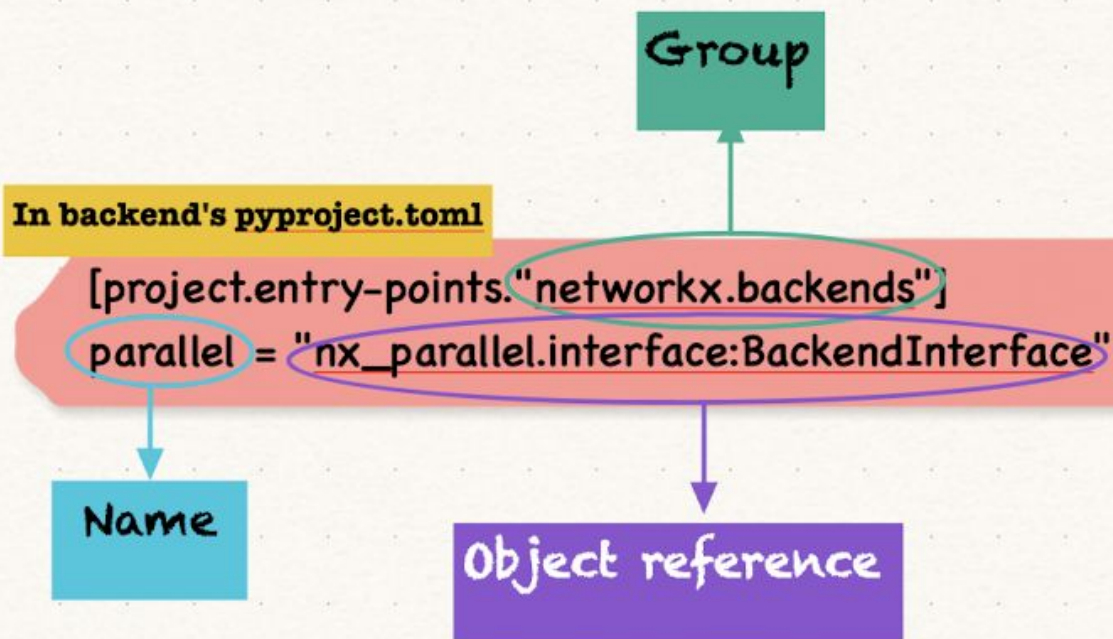 Group
In backend's pyproject.toml
[project.entry-points."networkx.backends"]
parallel = "nx_parallel.interface:BackendInterface"
Name
Object reference